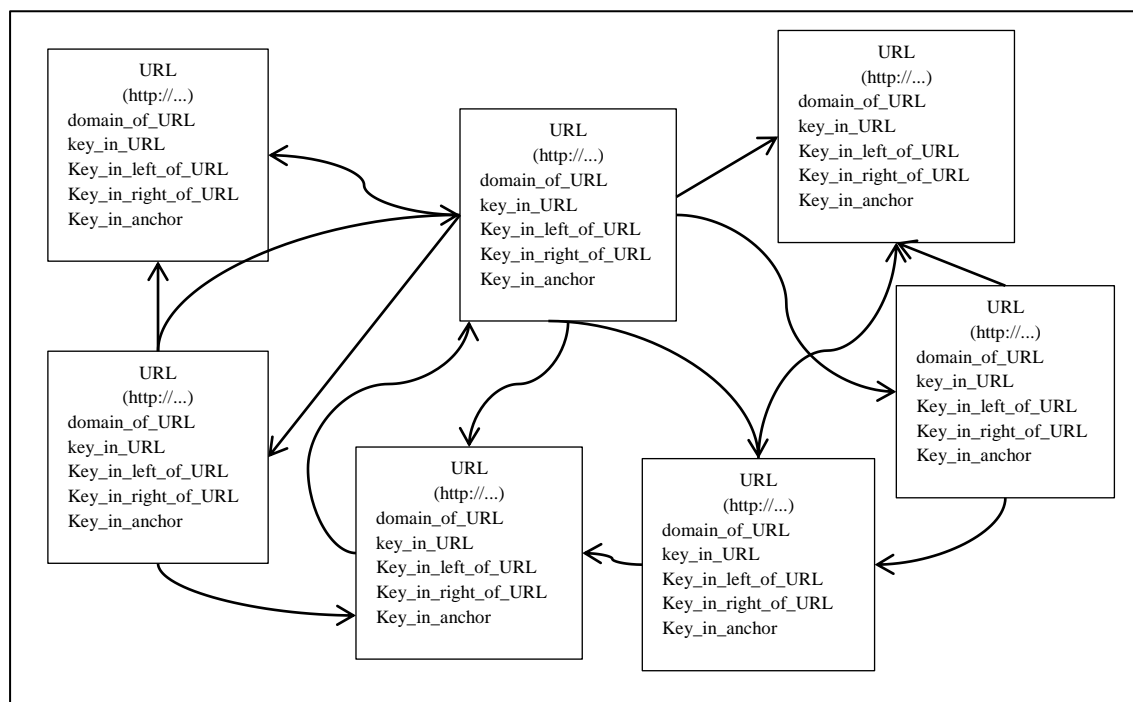 URL
(http://...)
domain_of_URL
key_in_URL
Key_in_left_of_URL
Key_in_right_of_URL
Key_in_anchor
URL
(http://...)
domain_of_URL
key_in_URL
Key_in_left_of_URL
Key_in_right_of_URL
Key_in_anchor
URL
(http://...)
domain_of_URL
key_in_URL
Key_in_left_of_URL
Key_in_right_of_URL
Key_in_anchor
URL
(http://...)
domain_of_URL
key_in_URL
Key_in_left_of_URL
Key_in_right_of_URL
Key_in_anchor
URL
(http://...)
domain_of_URL
key_in_URL
Key_in_left_of_URL
Key_in_right_of_URL
Key_in_anchor
URL
(http://...)
domain_of_URL
key_in_URL
Key_in_left_of_URL
Key_in_right_of_URL
Key_in_anchor
URL
(http://...)
domain_of_URL
key_in_URL
Key_in_left_of_URL
Key_in_right_of_URL
Key_in_anchor